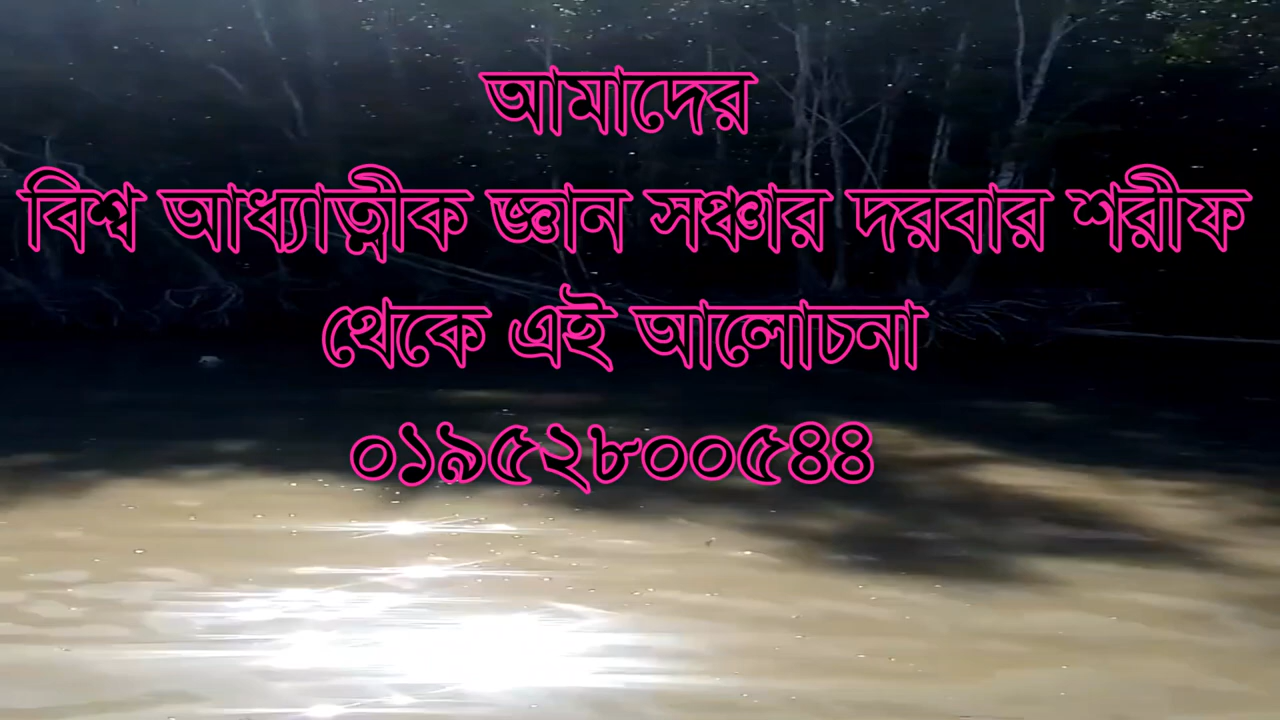 আমাদের
বিশ্ব আধ্যাত্নীক জ্ঞান সঞ্চার দরবার শরীফ
থেকে এই আলোচনা
০১৯৫২৮০০৫৪৪